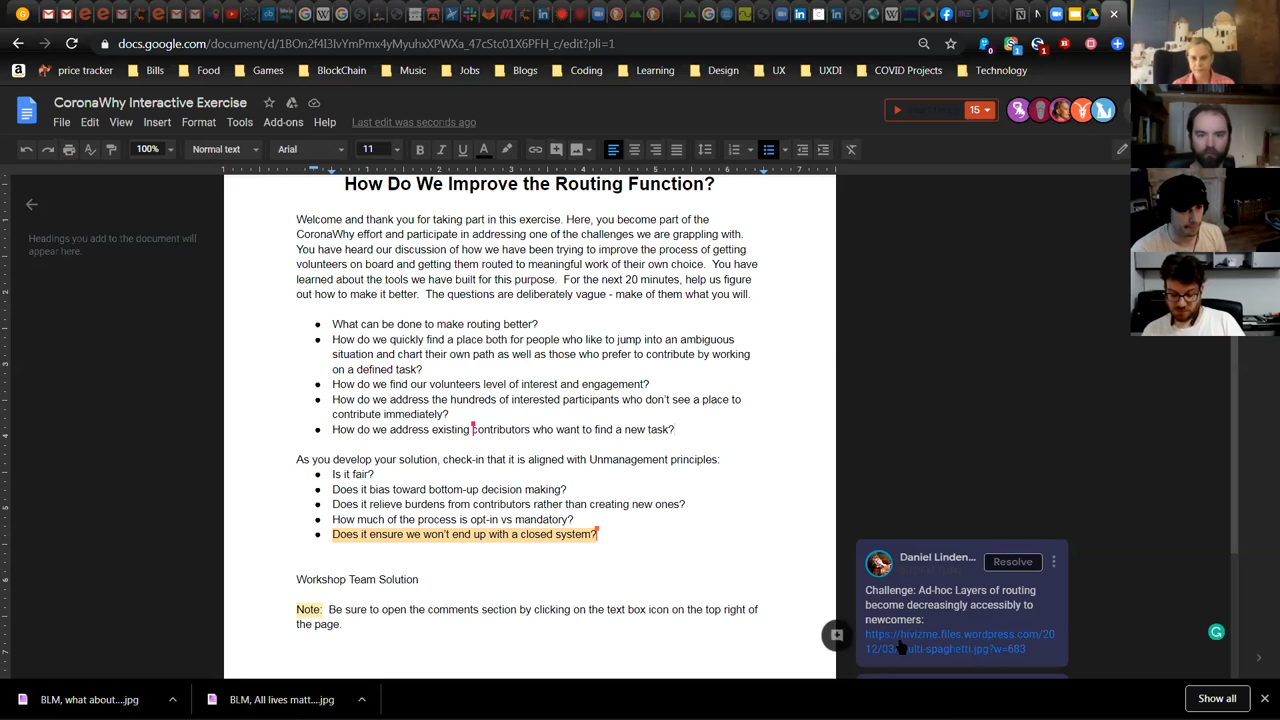 docs.google.com/document/d/1BOn2f4I3IvYmPmx4yMyuhxXPWXa_47cStc01X6PFH_c/edit?pli=1
price tracker Bills Food Games BlockChain Music Jobs Blogs Coding Learning Design UX UXDI COVID Projects Technology
CoronaWhy Interactive Exercise
15
File Edit View Insert Format Tools Actions Help seconds ago
100% Normal text Arial 11
How Do We Improve the Routing Function?
Headings you add to the document will
appear here.
Welcome and thank you for taking part in this exercise. Here, you become part of the
CoronaWhy effort and participate in addressing one of the challenges we are grappling with.
You have heard our discussion of how we have been trying to improve the process of getting
volunteers on board and getting them routed to meaningful work of their own choice. You have
learned about the tools we have built for this purpose. For the next 20 minutes, help us figure
out how to make it better. The questions are deliberately vague - make of them what you will.
● What can be done to make routing better?
● How do we quickly find a place both for people who like to jump into an ambiguous
situation and chart their own path as well as those who prefer to contribute by working
on a defined task?
● How do we find our volunteers level of interest and engagement?
● How do we address the hundreds of interested participants who don't see a place to
contribute immediately?
● How do we address existing contributors who want to find a new task?
As you develop your solution, check-in that it is aligned with Unmanagement principles:
● Is it fair?
● Does it bias toward bottom-up decision making?
● Does it relieve burdens from contributors rather than creating new ones?
● How much of the process is opt-in vs mandatory?
● Does it ensure we won't end up with a closed system?
Workshop Team Solution
Note: Be sure to open the comments section by clicking on the text box icon on the top right of
the page.
Daniel Linden... Resolve
Challenge: Ad-hoc Layers of routing
become decreasingly accessibly to
newcomers:
https://hivizme.files.wordpress.com/20
12/03/ ulti-spaghetti.jpg?w=683
BLM, what about....jpg BLM, All lives matt....jpg Show all